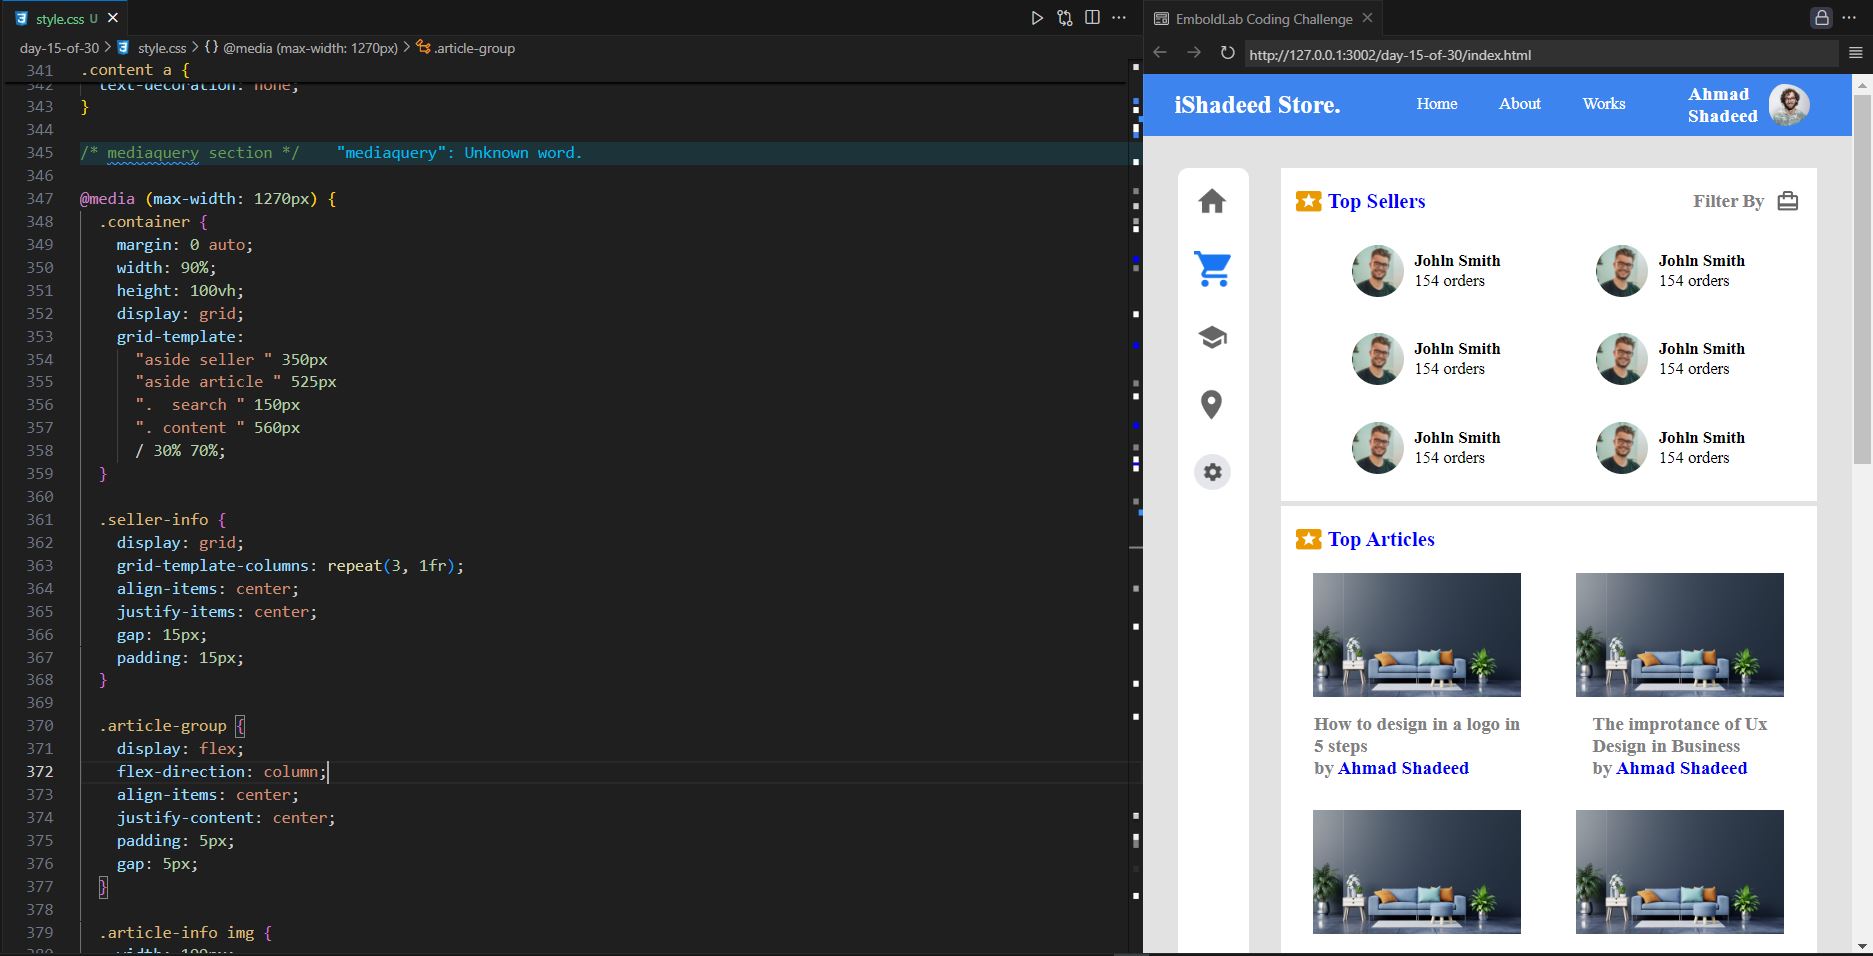 style.css U
day-15-of-30 > style.css > {} @media (max-width: 1270px) > .article-group
341 .content a {
342 text-decoration: none;
343 }
344
345 /* mediaquery section */ "mediaquery": Unknown word.
346
347 @media (max-width: 1270px) {
348 .container {
349 margin: 0 auto;
350 width: 90%;
351 height: 100vh;
352 display: grid;
353 grid-template:
354 "aside seller " 350px
355 "aside article " 525px
356 ".  search " 150px
357 ". content " 560px
358 / 30% 70%;
359 }
360
361 .seller-info {
362 display: grid;
363 grid-template-columns: repeat(3, 1fr);
364 align-items: center;
365 justify-items: center;
366 gap: 15px;
367 padding: 15px;
368 }
369
370 .article-group {
371 display: flex;
372 flex-direction: column;
373 align-items: center;
374 justify-content: center;
375 padding: 5px;
376 gap: 5px;
377 }
378
379 .article-info img {
EmboldLab Coding Challenge
http://127.0.0.1:3002/day-15-of-30/index.html
iShadeed Store.
Home About Works
Ahmad
Shadeed
Top Sellers
Filter By
Johln Smith
154 orders
Johln Smith
154 orders
Johln Smith
154 orders
Johln Smith
154 orders
Johln Smith
154 orders
Johln Smith
154 orders
Top Articles
How to design in a logo in
5 steps
by Ahmad Shadeed
The improtance of Ux
Design in Business
by Ahmad Shadeed